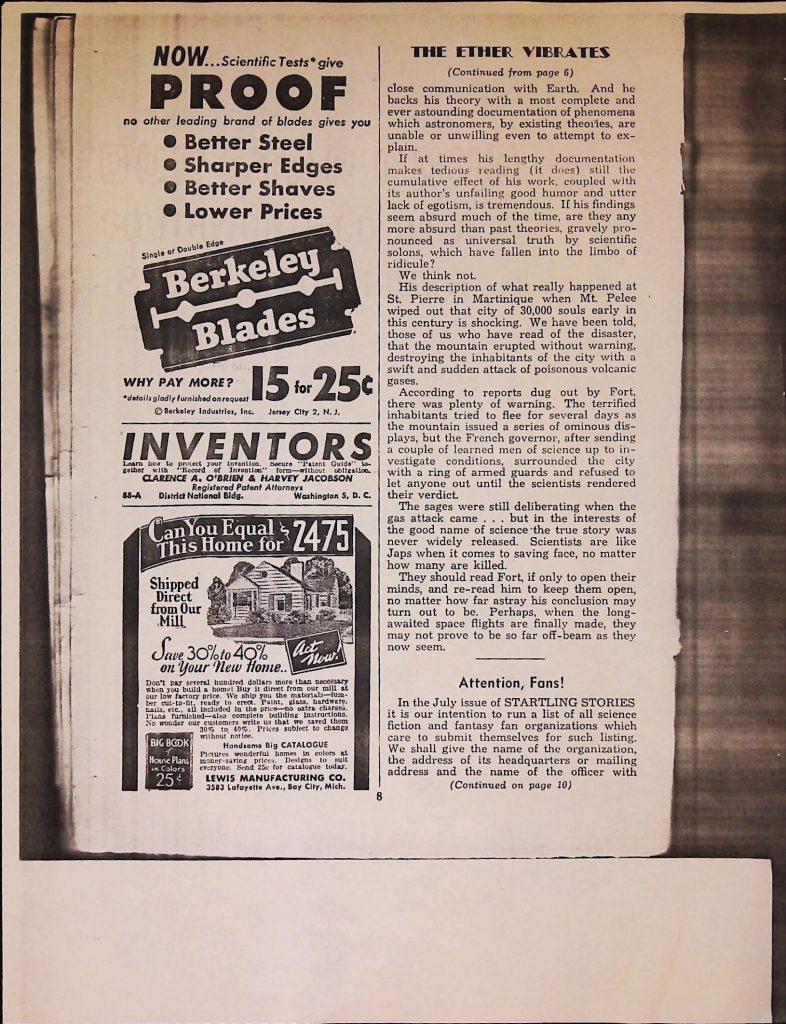 NOW...Scientific Tests* give
PROOF
no other leading brand of blades gives you
● Better Steel
● Sharper Edges
● Better Shaves
● Lower Prices
Single or Double Edge
Berkeley
Blades
WHY PAY MORE?
*details gladly furnished on request
15 for 25¢
© Berkeley Industries, Inc. Jersey City 2, N. J.
INVENTORS
Learn how to protect your invention. Secure "Patent Guide" to-
gether with "Record of Invention" form—without obligation.
CLARENCE A. O'BRIEN & HARVEY JACOBSON
Registered Patent Attorneys
88-A District National Bldg. Washington 5, D. C.
Can You Equal
This Home for $2475
Shipped
Direct
from Our
Mill
Save 30% to 40%
on Your New Home..
Act
Now!
Don't pay several hundred dollars more than necessary
when you build a home! Buy it direct from our mill at
our low factory price. We ship you the materials—lum-
ber cut-to-fit, ready to erect. Paint, glass, hardware,
nails, etc., all included in the price—no extra charges.
Plans furnished—also complete building instructions.
No wonder our customers write us that we saved them
30% to 40%. Prices subject to change
without notice.
BIG BOOK
of
House Plans
in Colors
25¢
Handsome Big CATALOGUE
Pictures wonderful homes in colors at
money-saving prices. Designs to suit
everyone. Send 25c for catalogue today.
LEWIS MANUFACTURING CO.
3583 Lafayette Ave., Bay City, Mich.
THE ETHER VIBRATES
(Continued from page 6)
close communication with Earth. And he
backs his theory with a most complete and
ever astounding documentation of phenomena
which astronomers, by existing theories, are
unable or unwilling even to attempt to ex-
plain.
If at times his lengthy documentation
makes tedious reading (it does) still the
cumulative effect of his work, coupled with
its author's unfailing good humor and utter
lack of egotism, is tremendous. If his findings
seem absurd much of the time, are they any
more absurd than past theories, gravely pro-
nounced as universal truth by scientific
solons, which have fallen into the limbo of
ridicule?
We think not.
His description of what really happened at
St. Pierre in Martinique when Mt. Pelee
wiped out that city of 30,000 souls early in
this century is shocking. We have been told,
those of us who have read of the disaster,
that the mountain erupted without warning,
destroying the inhabitants of the city with a
swift and sudden attack of poisonous volcanic
gases.
According to reports dug out by Fort,
there was plenty of warning. The terrified
inhabitants tried to flee for several days as
the mountain issued a series of ominous dis-
plays, but the French governor, after sending
a couple of learned men of science up to in-
vestigate conditions, surrounded the city
with a ring of armed guards and refused to
let anyone out until the scientists rendered
their verdict.
The sages were still deliberating when the
gas attack came . . . but in the interests of
the good name of science the true story was
never widely released. Scientists are like
Japs when it comes to saving face, no matter
how many are killed.
They should read Fort, if only to open their
minds, and re-read him to keep them open,
no matter how far astray his conclusion may
turn out to be. Perhaps, when the long-
awaited space flights are finally made, they
may not prove to be so far off-beam as they
now seem.
Attention, Fans!
In the July issue of STARTLING STORIES
it is our intention to run a list of all science
fiction and fantasy fan organizations which
care to submit themselves for such listing.
We shall give the name of the organization,
the address of its headquarters or mailing
address and the name of the officer with
(Continued on page 10)
8